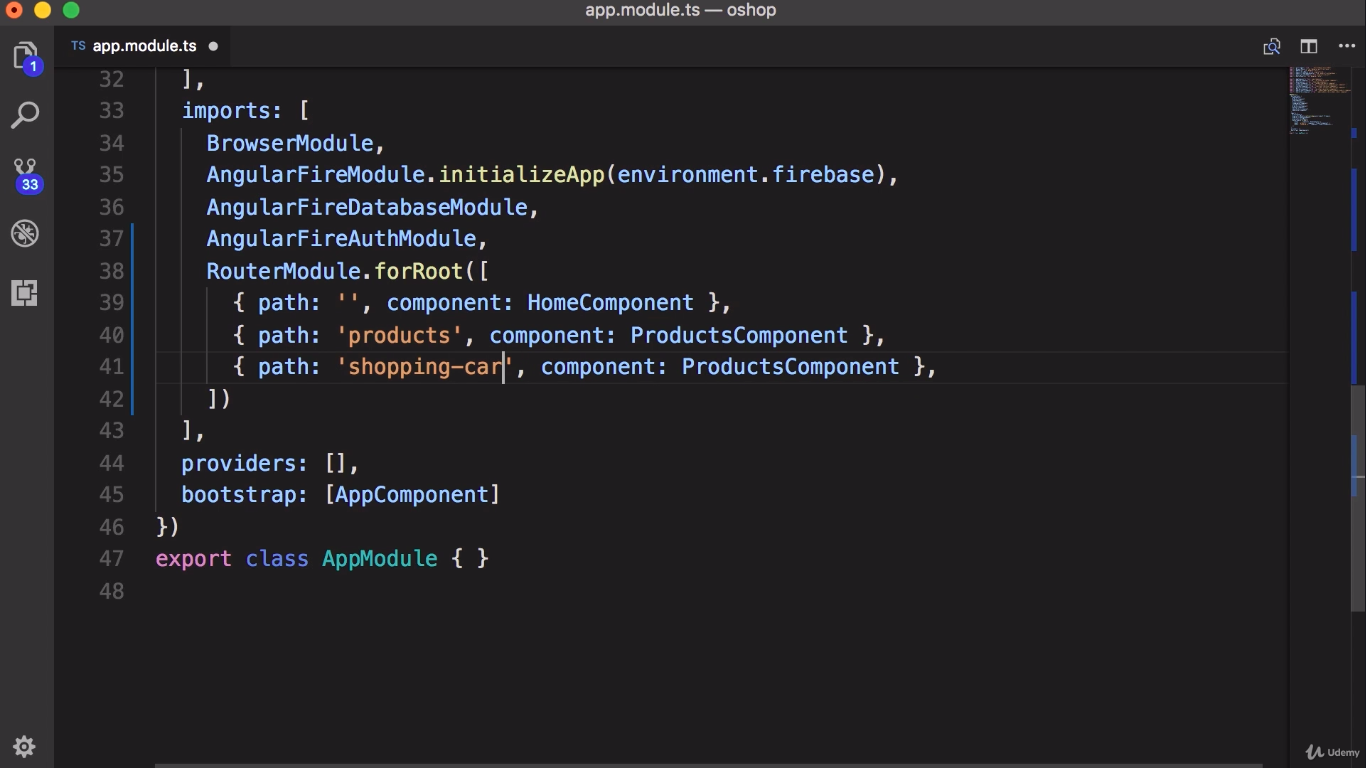 app.module.ts — oshop
TS app.module.ts
1
33
32 ],
33 imports: [
34 BrowserModule,
35 AngularFireModule.initializeApp(environment.firebase),
36 AngularFireDatabaseModule,
37 AngularFireAuthModule,
38 RouterModule.forRoot([
39 { path: '', component: HomeComponent },
40 { path: 'products', component: ProductsComponent },
41 { path: 'shopping-car', component: ProductsComponent },
42 ])
43 ],
44 providers: [],
45 bootstrap: [AppComponent]
46 })
47 export class AppModule { }
48
Udemy